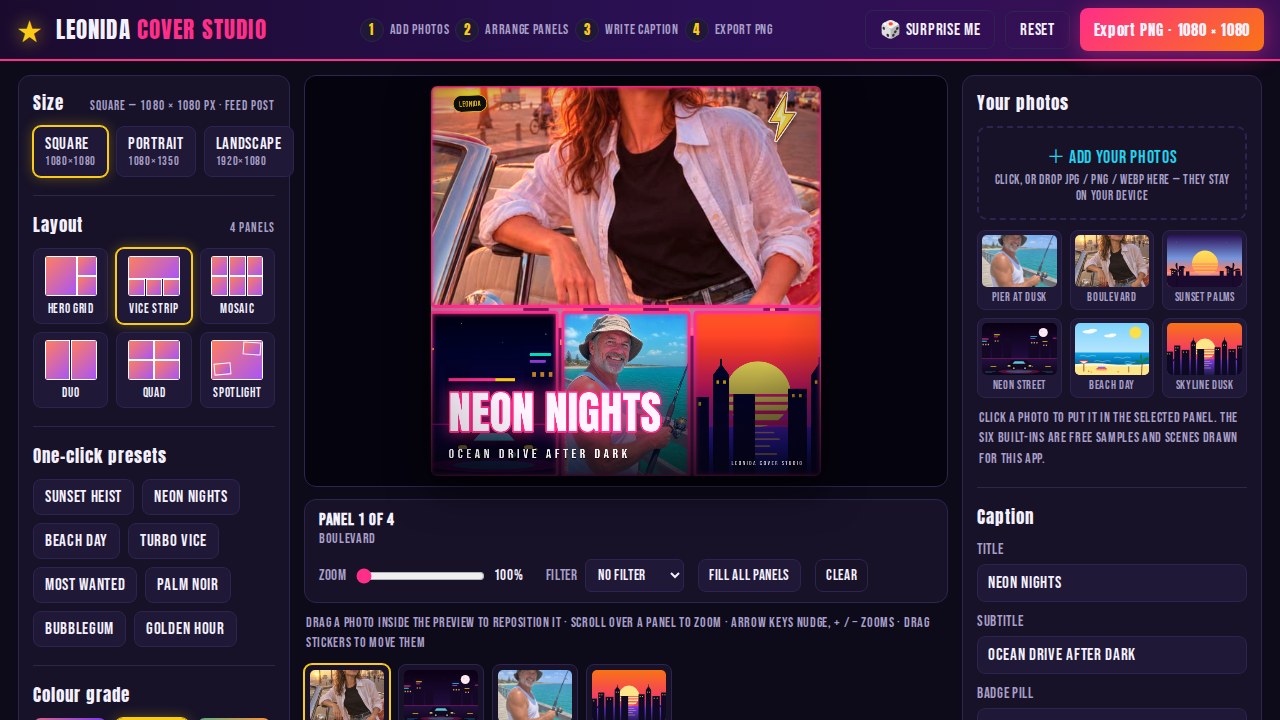 ★ LEONIDA COVER STUDIO
1 ADD PHOTOS 2 ARRANGE PANELS 3 WRITE CAPTION 4 EXPORT PNG
🎲 SURPRISE ME
RESET
Export PNG · 1080 × 1080
Size
SQUARE — 1080 × 1080 PX · FEED POST
SQUARE
1080×1080
PORTRAIT
1080×1350
LANDSCAPE
1920×1080
Layout
4 PANELS
HERO GRID
VICE STRIP
MOSAIC
DUO
QUAD
SPOTLIGHT
One-click presets
SUNSET HEIST
NEON NIGHTS
BEACH DAY
TURBO VICE
MOST WANTED
PALM NOIR
BUBBLEGUM
GOLDEN HOUR
Colour grade
LEONIDA
NEON NIGHTS
OCEAN DRIVE AFTER DARK
LEONIDA COVER STUDIO
PANEL 1 OF 4
BOULEVARD
ZOOM
100%
FILTER
NO FILTER
FILL ALL PANELS
CLEAR
DRAG A PHOTO INSIDE THE PREVIEW TO REPOSITION IT · SCROLL OVER A PANEL TO ZOOM · ARROW KEYS NUDGE, + / − ZOOMS · DRAG
STICKERS TO MOVE THEM
Your photos
＋ ADD YOUR PHOTOS
CLICK, OR DROP JPG / PNG / WEBP HERE — THEY STAY
ON YOUR DEVICE
PIER AT DUSK
BOULEVARD
SUNSET PALMS
NEON STREET
BEACH DAY
SKYLINE DUSK
CLICK A PHOTO TO PUT IT IN THE SELECTED PANEL. THE
SIX BUILT-INS ARE FREE SAMPLES AND SCENES DRAWN
FOR THIS APP.
Caption
TITLE
NEON NIGHTS
SUBTITLE
OCEAN DRIVE AFTER DARK
BADGE PILL